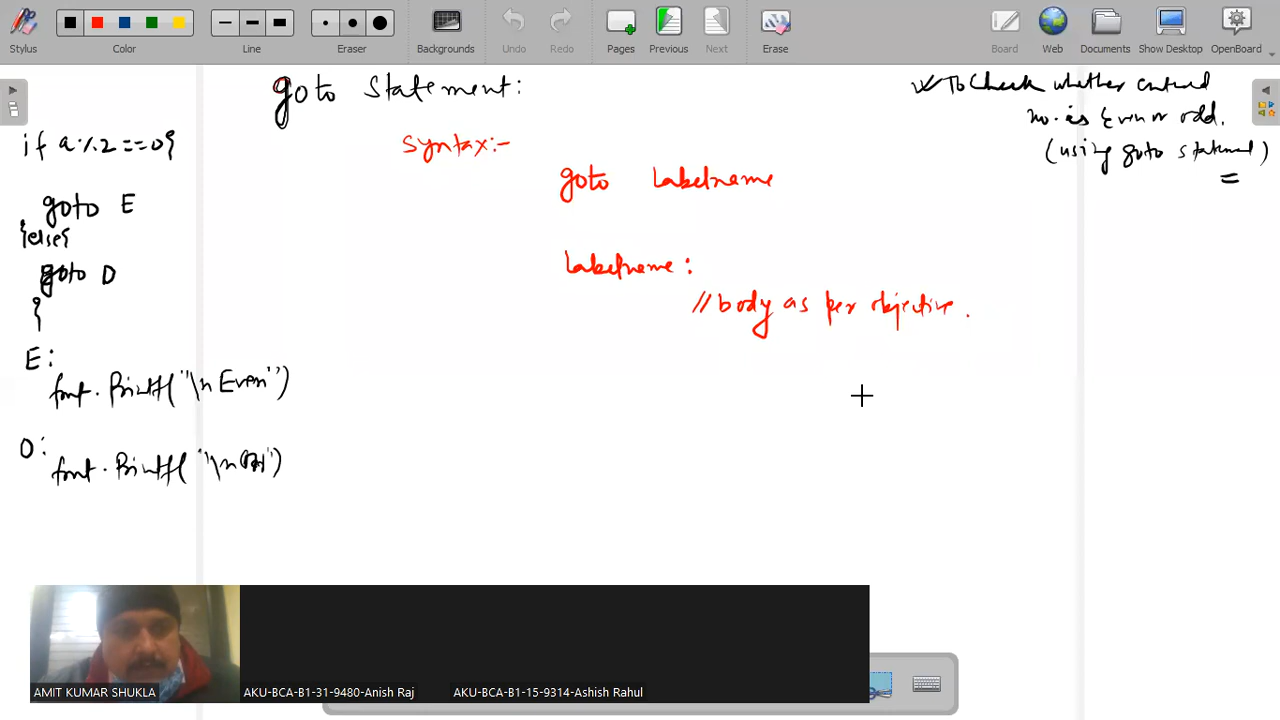 Stylus
Color
Line
Eraser
Backgrounds
Undo
Redo
Pages
Previous
Next
Erase
Board
Web
Documents
Show Desktop
OpenBoard
goto Statement:
Syntax:-
goto Labelname
Labelname:
//body as per objective.
✓ To Check whether entered
no. is Even or odd.
(using goto statement)
=
if a%2==0{
goto E
}else{
goto D
}
E:
fmt.Printf("\n Even")
O:
fmt.Printf("\n")
AMIT KUMAR SHUKLA
AKU-BCA-B1-31-9480-Anish Raj
AKU-BCA-B1-15-9314-Ashish Rahul